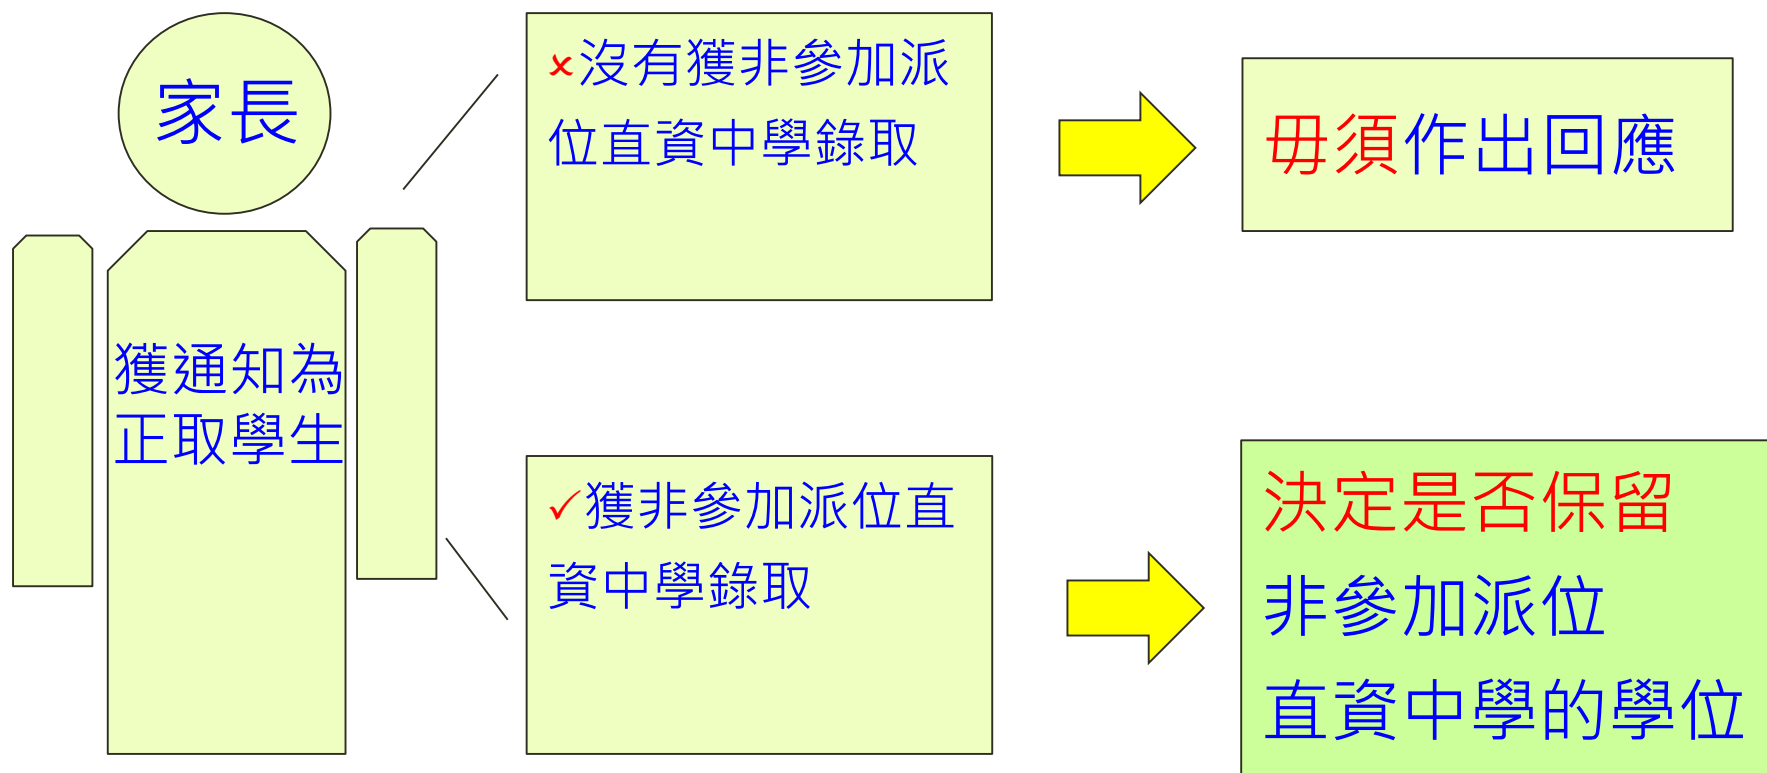 家長
獲通知為
正取學生
✘沒有獲非參加派
位直資中學錄取
毋須作出回應
✓獲非參加派位直
資中學錄取
決定是否保留
非參加派位
直資中學的學位